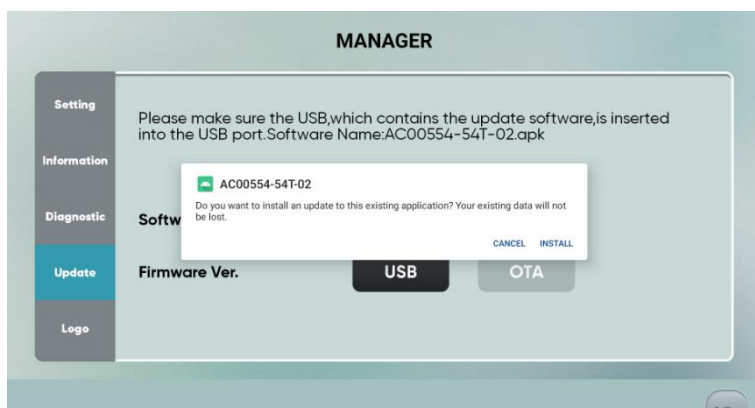 MANAGER
Setting
Please make sure the USB,which contains the update software,is inserted
into the USB port.Software Name:AC00554-54T-02.apk
Information
AC00554-54T-02
Do you want to install an update to this existing application? Your existing data will not
be lost.
Diagnostic
Softw
CANCEL INSTALL
Update
Firmware Ver.
USB
OTA
Logo